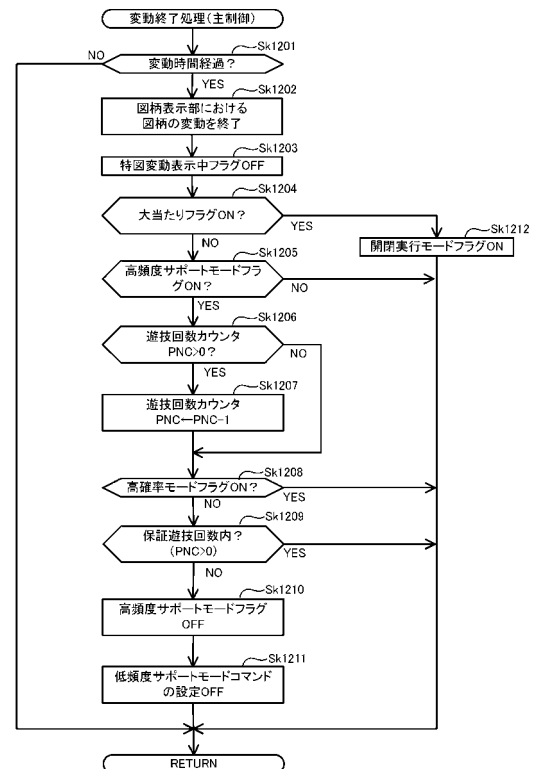 変動終了処理(主制御)
Sk1201
NO
変動時間経過?
YES
Sk1202
図柄表示部における
図柄の変動を終了
Sk1203
特図変動表示中フラグOFF
Sk1204
大当たりフラグON?
YES
Sk1212
開閉実行モードフラグON
NO
Sk1205
高頻度サポートモードフラ
グON?
NO
YES
Sk1206
遊技回数カウンタ
PNC>0?
NO
YES
Sk1207
遊技回数カウンタ
PNC←PNC-1
Sk1208
高確率モードフラグON?
YES
NO
Sk1209
保証遊技回数内?
(PNC>0)
YES
NO
Sk1210
高頻度サポートモードフラグ
OFF
Sk1211
低頻度サポートモードコマンド
の設定OFF
RETURN